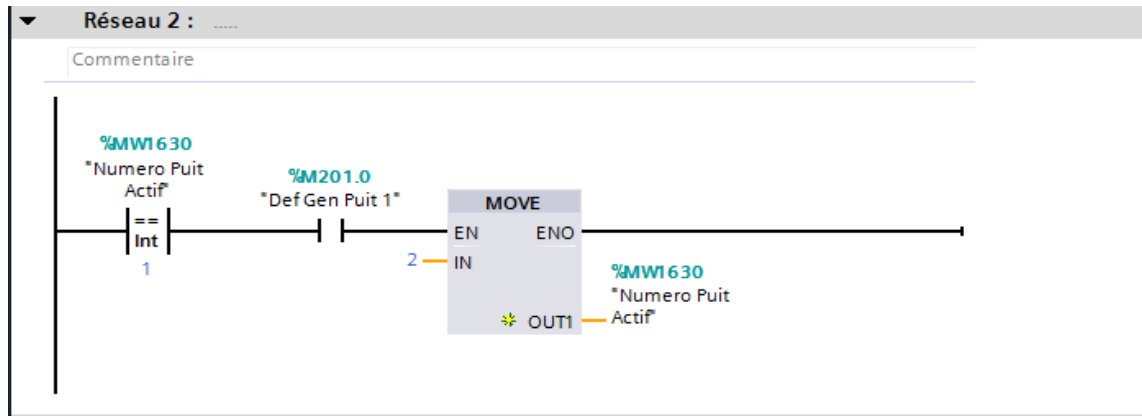 Réseau 2 : .....
Commentaire
%MW1630
"Numero Puit
Actif"
==
Int
1
%M201.0
"Def Gen Puit 1"
MOVE
EN ENO
2 IN
OUT1
%MW1630
"Numero Puit
Actif"